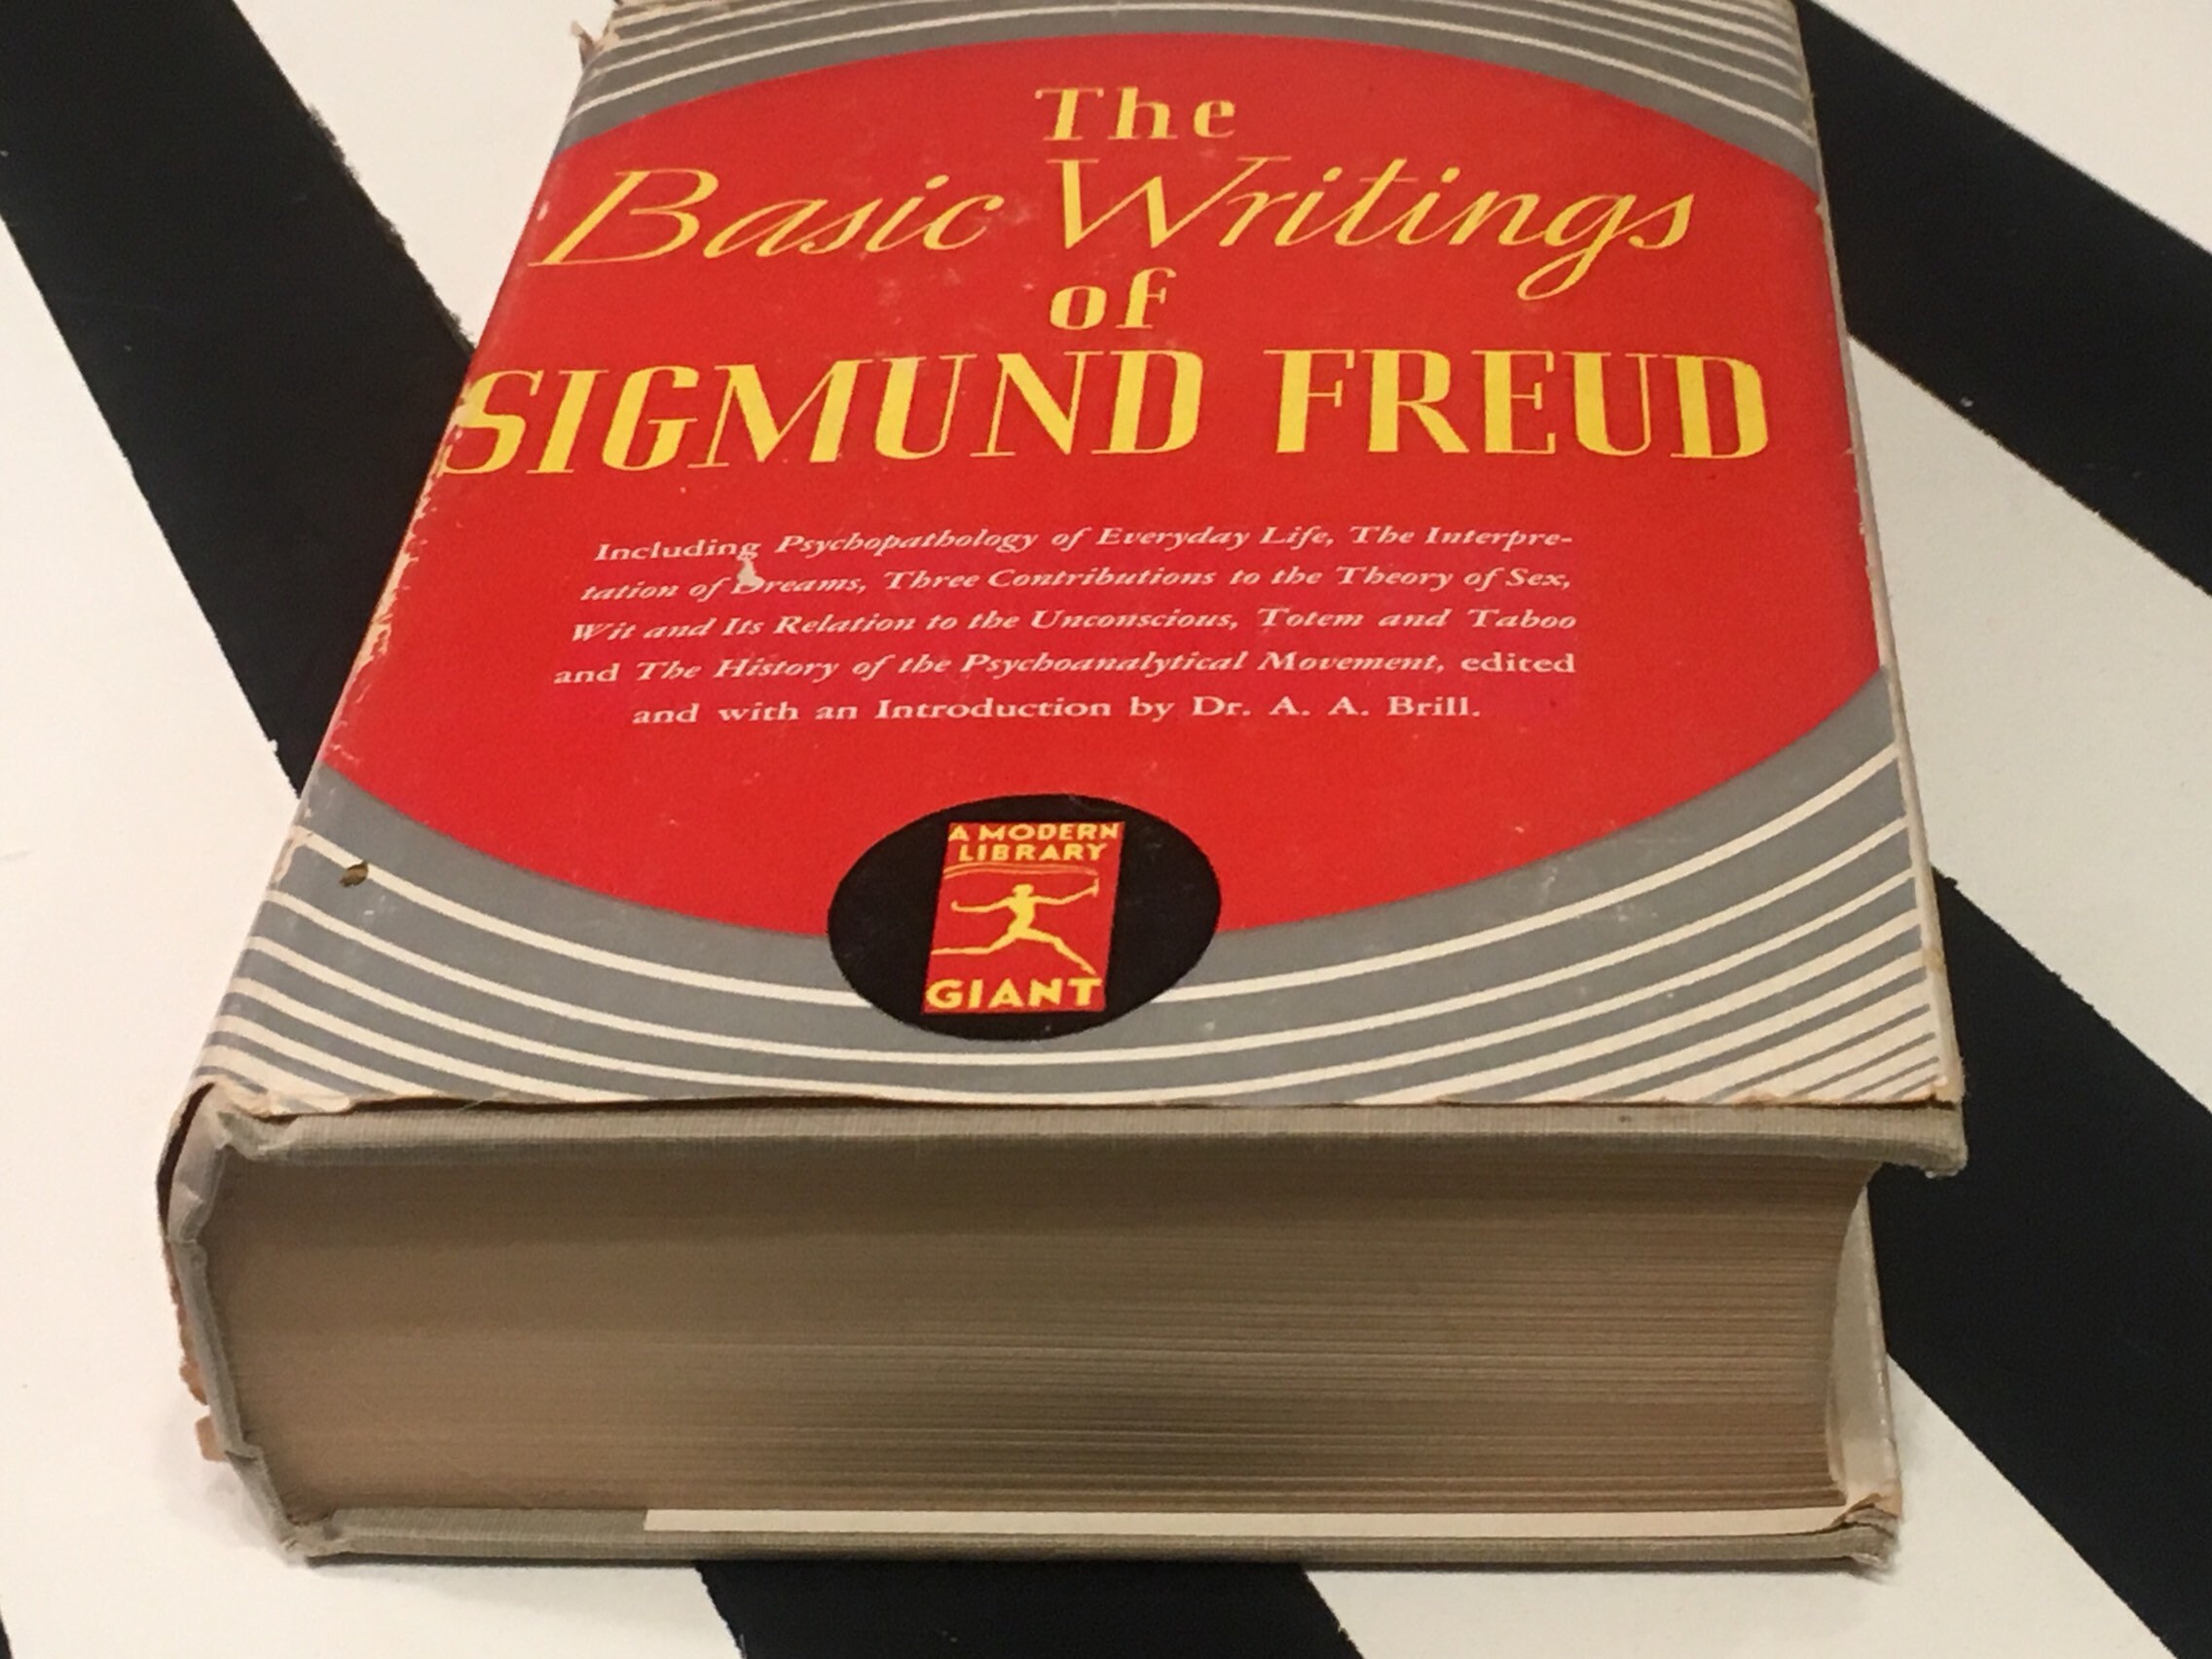 The
Basic Writings
of
SIGMUND FREUD
Including Psychopathology of Everyday Life, The Interpre-
tation of Dreams, Three Contributions to the Theory of Sex,
Wit and Its Relation to the Unconscious, Totem and Taboo
and The History of the Psychoanalytical Movement, edited
and with an Introduction by Dr. A. A. Brill.
A MODERN
LIBRARY
GIANT